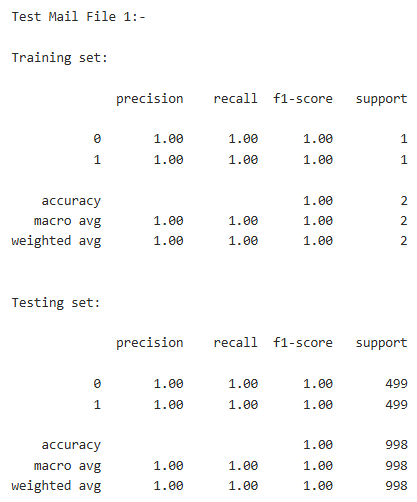 Test Mail File 1:-
Training set:
precision recall f1-score support
0 1.00 1.00 1.00 1
1 1.00 1.00 1.00 1
accuracy 1.00 2
macro avg 1.00 1.00 1.00 2
weighted avg 1.00 1.00 1.00 2
Testing set:
precision recall f1-score support
0 1.00 1.00 1.00 499
1 1.00 1.00 1.00 499
accuracy 1.00 998
macro avg 1.00 1.00 1.00 998
weighted avg 1.00 1.00 1.00 998